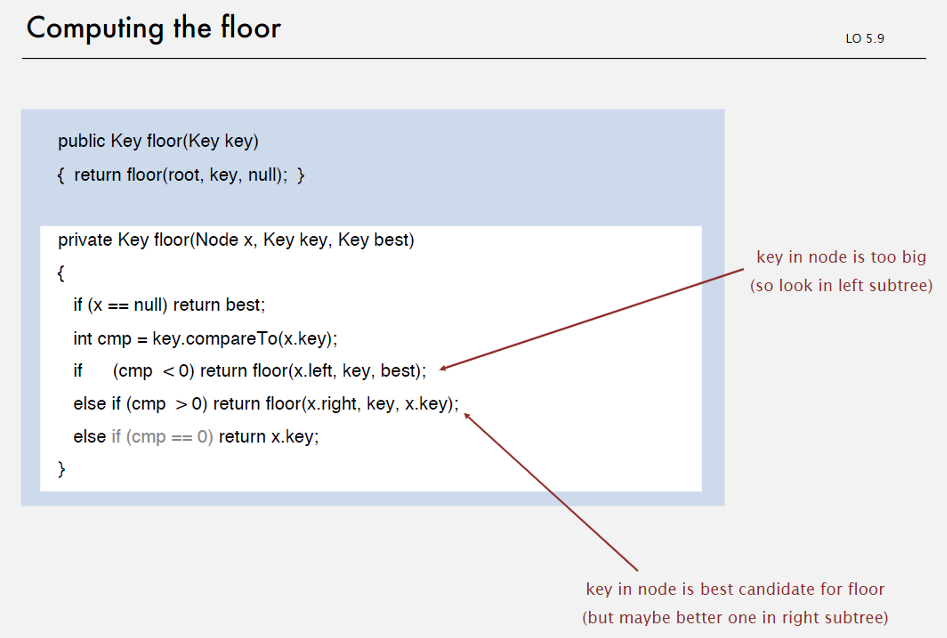 Computing the floor
LO 5.9
public Key floor(Key key)
{ return floor(root, key, null); }
private Key floor(Node x, Key key, Key best)
{
if (x == null) return best;
int cmp = key.compareTo(x.key);
if (cmp < 0) return floor(x.left, key, best);
else if (cmp > 0) return floor(x.right, key, x.key);
else if (cmp == 0) return x.key;
}
key in node is too big
(so look in left subtree)
key in node is best candidate for floor
(but maybe better one in right subtree)